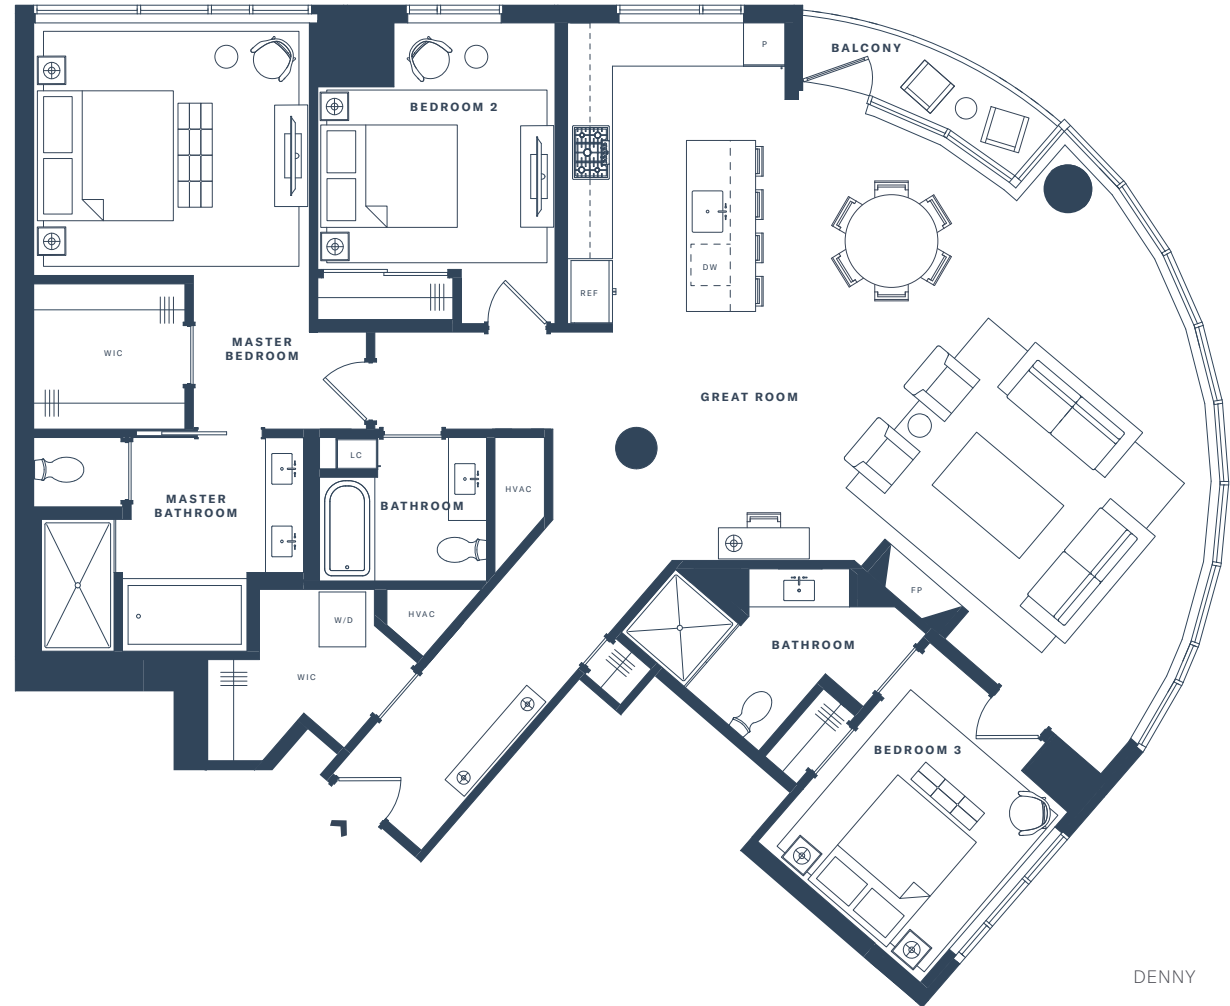 BALCONY
P
BEDROOM 2
DW
REF
MASTER
BEDROOM
WIC
GREAT ROOM
LC
HVAC
MASTER
BATHROOM
BATHROOM
FP
W/D
HVAC
BATHROOM
WIC
BEDROOM 3
DENNY